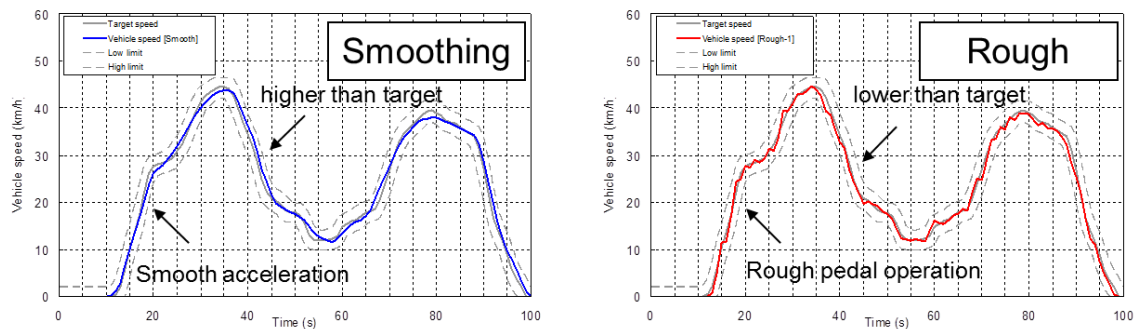 60
50
40
30
20
10
0
Vehicle speed (km/h)
Target speed
Vehicle speed [Smooth]
Low limit
High limit
Smoothing
higher than target
Smooth acceleration
0 20 40 60 80 100
Time (s)
60
50
40
30
20
10
0
Vehicle speed (km/h)
Target speed
Vehicle speed [Rough-1]
Low limit
High limit
Rough
lower than target
Rough pedal operation
0 20 40 60 80 100
Time (s)